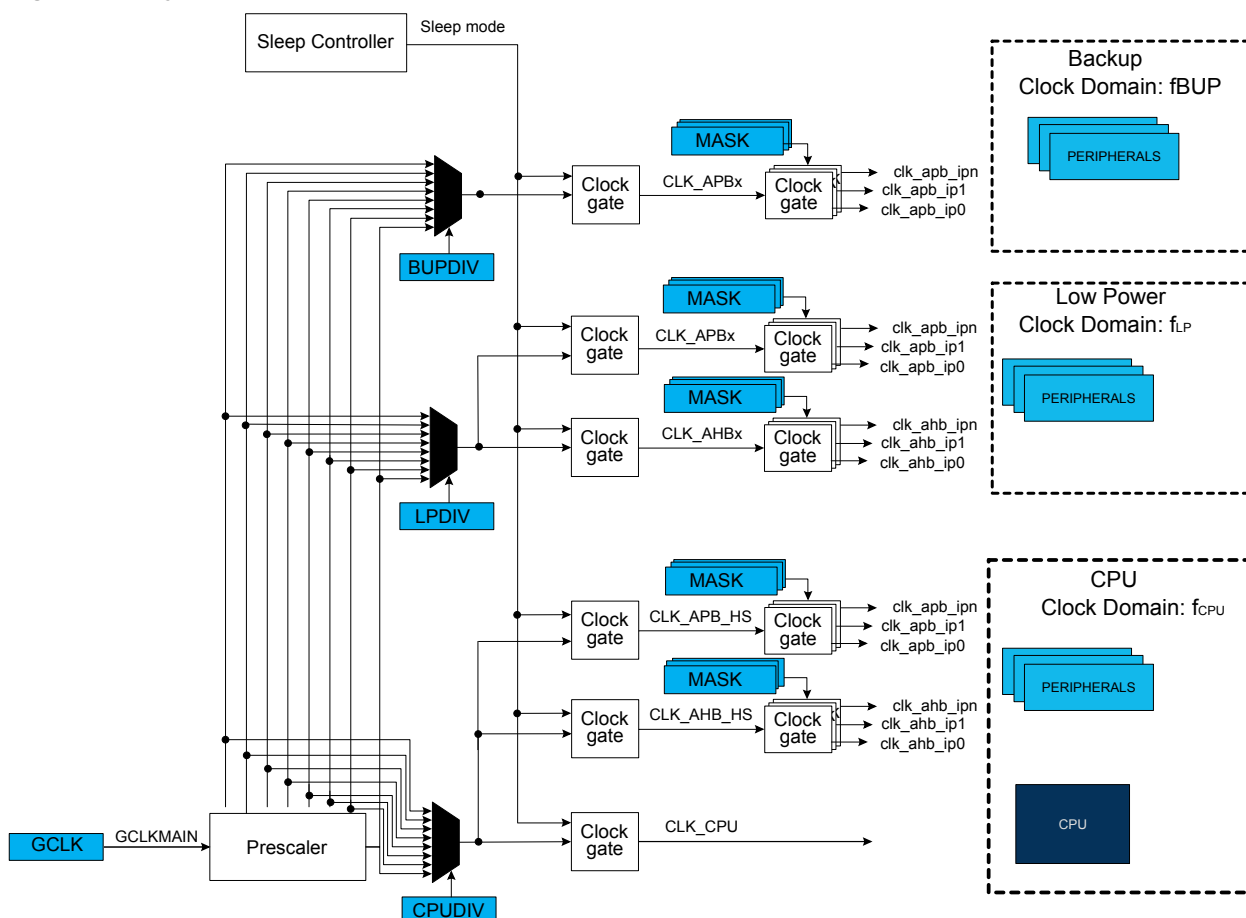 Sleep Controller
Sleep mode
Backup
Clock Domain: fBUP
PERIPHERALS
MASK
Clock
gate
CLK_APBx
Clock
gate
clk_apb_ipn
clk_apb_ip1
clk_apb_ip0
BUPDIV
Low Power
Clock Domain: fLP
PERIPHERALS
MASK
Clock
gate
CLK_APBx
Clock
gate
clk_apb_ipn
clk_apb_ip1
clk_apb_ip0
MASK
Clock
gate
CLK_AHBx
Clock
gate
clk_ahb_ipn
clk_ahb_ip1
clk_ahb_ip0
LPDIV
CPU
Clock Domain: fCPU
PERIPHERALS
MASK
Clock
gate
CLK_APB_HS
Clock
gate
clk_apb_ipn
clk_apb_ip1
clk_apb_ip0
MASK
Clock
gate
CLK_AHB_HS
Clock
gate
clk_ahb_ipn
clk_ahb_ip1
clk_ahb_ip0
CPU
GCLK
GCLKMAIN
Prescaler
Clock
gate
CLK_CPU
CPUDIV